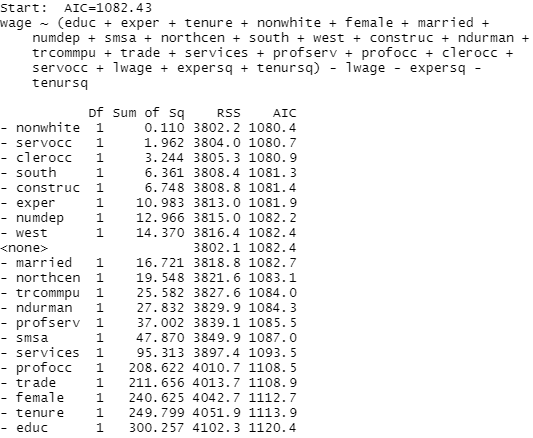 Start:  AIC=1082.43
wage ~ (educ + exper + tenure + nonwhite + female + married +
    numdep + smsa + northcen + south + west + construc + ndurman +
    trcommpu + trade + services + profserv + profocc + clerocc +
    servocc + lwage + expersq + tenursq) - lwage - expersq -
    tenursq

           Df Sum of Sq    RSS    AIC
- nonwhite  1     0.110 3802.2 1080.4
- servocc   1     1.962 3804.0 1080.7
- clerocc   1     3.244 3805.3 1080.9
- south     1     6.361 3808.4 1081.3
- construc  1     6.748 3808.8 1081.4
- exper     1    10.983 3813.0 1081.9
- numdep    1    12.966 3815.0 1082.2
- west      1    14.370 3816.4 1082.4
<none>                  3802.1 1082.4
- married   1    16.721 3818.8 1082.7
- northcen  1    19.548 3821.6 1083.1
- trcommpu  1    25.582 3827.6 1084.0
- ndurman   1    27.832 3829.9 1084.3
- profserv  1    37.002 3839.1 1085.5
- smsa      1    47.870 3849.9 1087.0
- services  1    95.313 3897.4 1093.5
- profocc   1   208.622 4010.7 1108.5
- trade     1   211.656 4013.7 1108.9
- female    1   240.625 4042.7 1112.7
- tenure    1   249.799 4051.9 1113.9
- educ      1   300.257 4102.3 1120.4